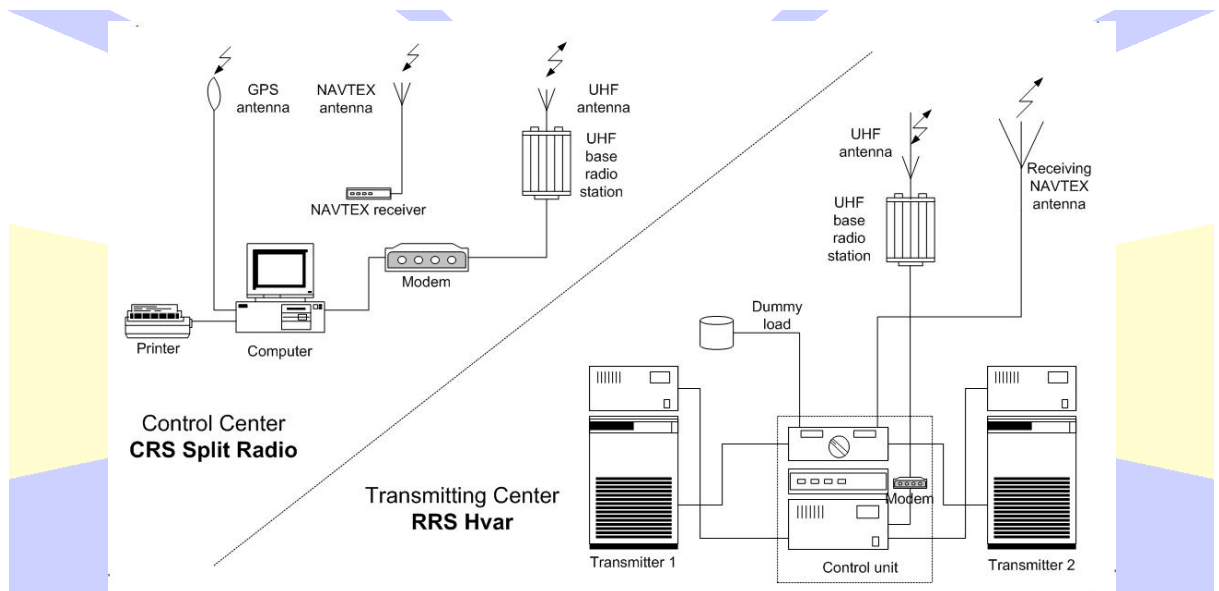 GPS
antenna
NAVTEX
antenna
UHF
antenna
UHF
base
radio
station
NAVTEX receiver
Modem
Printer
Computer
Control Center
CRS Split Radio
UHF
antenna
Receiving
NAVTEX
antenna
UHF
base
radio
station
Dummy
load
Transmitting Center
RRS Hvar
Modem
Transmitter 1
Control unit
Transmitter 2